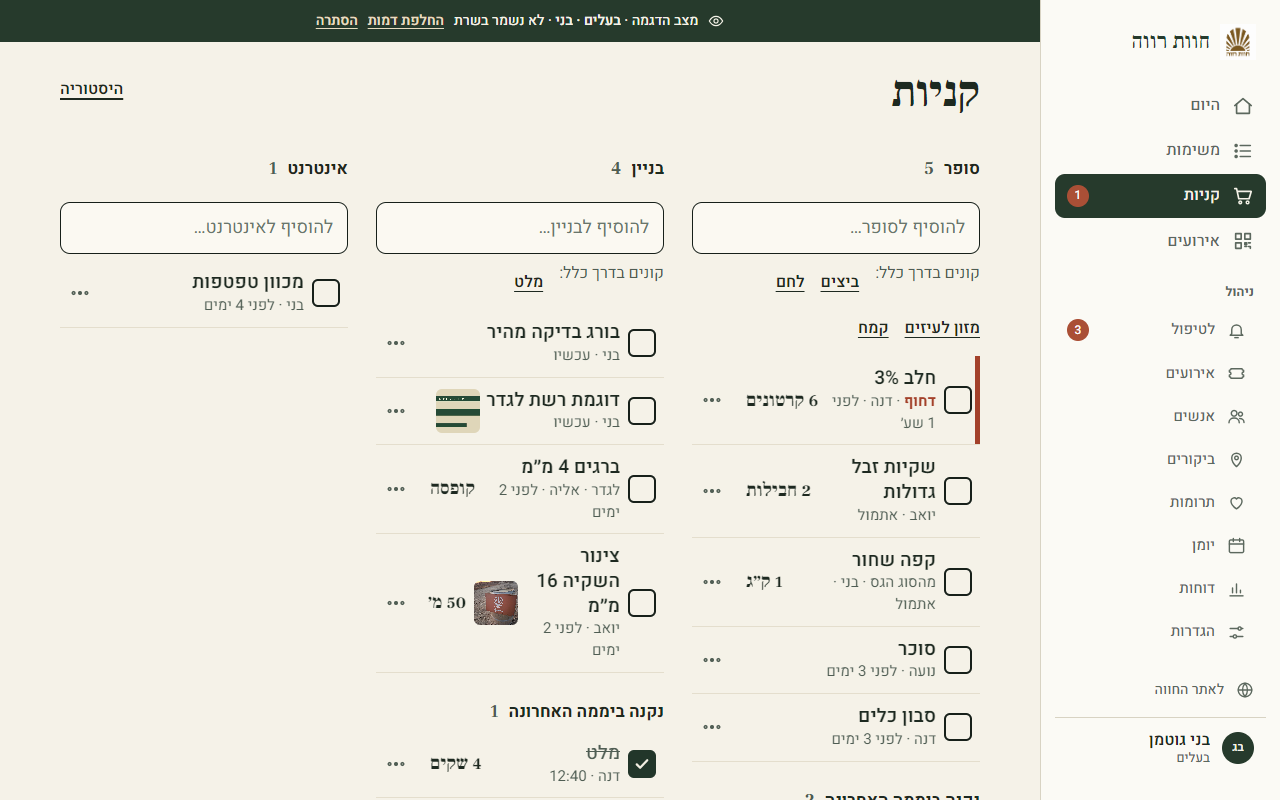 מצב הדגמה · בעלים · בני · לא נשמר בשרת החלפת דמות הסתרה
חוות רווה
היום
משימות
קניות 1
אירועים
ניהול
לטיפול 3
אירועים
אנשים
ביקורים
תרומות
יומן
דוחות
הגדרות
לאתר החווה
בג בני גוטמן
בעלים
קניות
היסטוריה
סופר 5
להוסיף לסופר...
קונים בדרך כלל: ביצים לחם
מזון לעיזים קמח
חלב 3%
דחוף · דנה · לפני
1 שע׳
6 קרטונים
שקיות זבל
גדולות
יואב · אתמול
2 חבילות
קפה שחור
מהסוג הגס · בני ·
אתמול
1 ק״ג
סוכר
נועה · לפני 3 ימים
סבון כלים
דנה · לפני 3 ימים
נקנה ביממה האחרונה 2
בניין 4
להוסיף לבניין...
קונים בדרך כלל: מלט
בורג בדיקה מהיר
בני · עכשיו
דוגמת רשת לגדר
בני · עכשיו
ברגים 4 מ״מ
לגדר · אליה · לפני 2
ימים
קופסה
צינור
השקיה 16
מ״מ
יואב · לפני 2
ימים
50 מ׳
נקנה ביממה האחרונה 1
מלט
דנה · 12:40
4 שקים
אינטרנט 1
להוסיף לאינטרנט...
מכוון טפטפות
בני · לפני 4 ימים